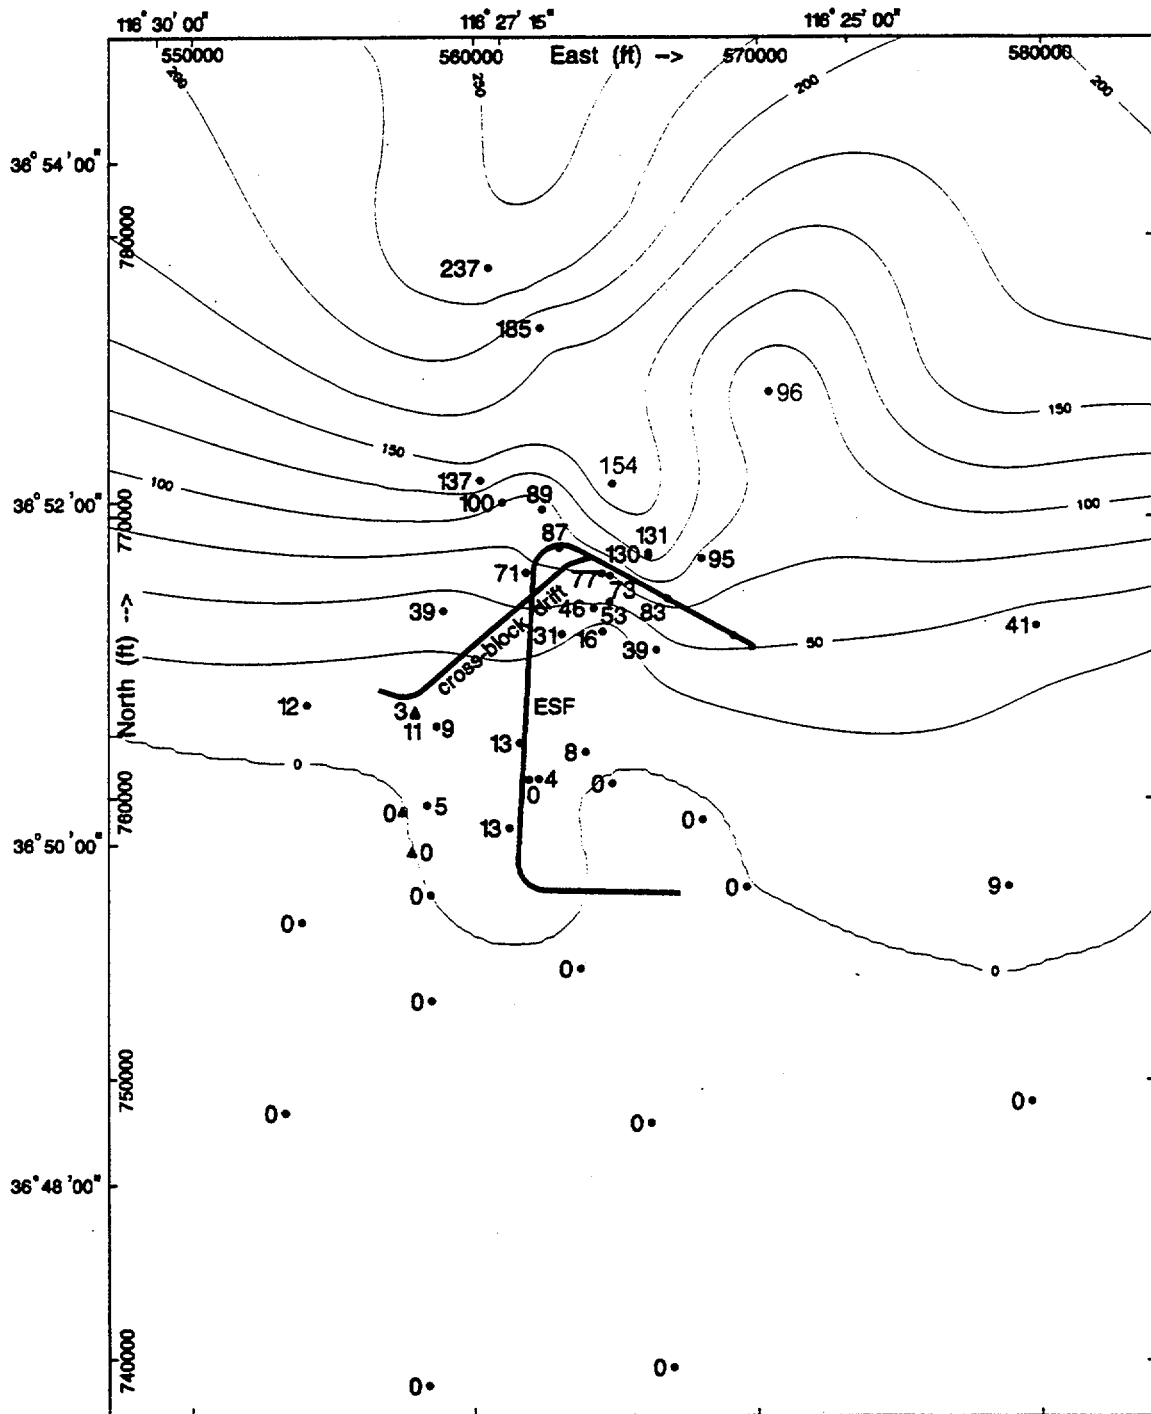 116° 30' 00" 116° 27' 15" 116° 25' 00"
550000 560000 East (ft) --> 570000 580000
200 250 200 200
36° 54' 00"
780000
237
185
96
150
150
154
137
100
100 89
36° 52' 00"
100
770000
87 131
130 95
71 77
73
39 46 83
53
41
31 16 39 50
cross-block drift
North (ft) -->
12 3 ESF
11 9
13 8
0
4
0 0
760000
0 5
13 0
36° 50' 00"
0
0 0 9
0
0 0
0
750000
0 0 0
36° 48' 00"
740000
0
0